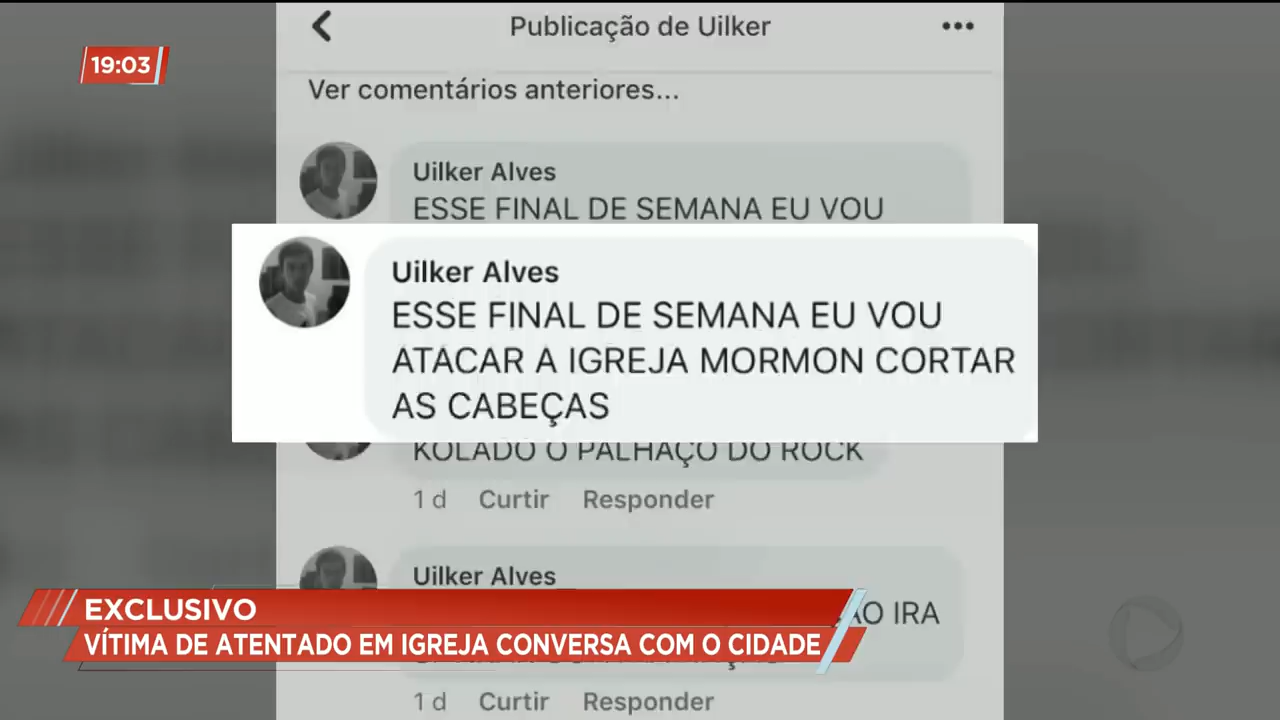 Publicação de Uilker
19:03
Ver comentários anteriores...
Uilker Alves
ESSE FINAL DE SEMANA EU VOU
Uilker Alves
ESSE FINAL DE SEMANA EU VOU
ATACAR A IGREJA MORMON CORTAR
AS CABEÇAS
KOLADO O PALHAÇO DO ROCK
1 d Curtir Responder
Uilker Alves
IRA
EXCLUSIVO
VÍTIMA DE ATENTADO EM IGREJA CONVERSA COM O CIDADE
1 d Curtir Responder